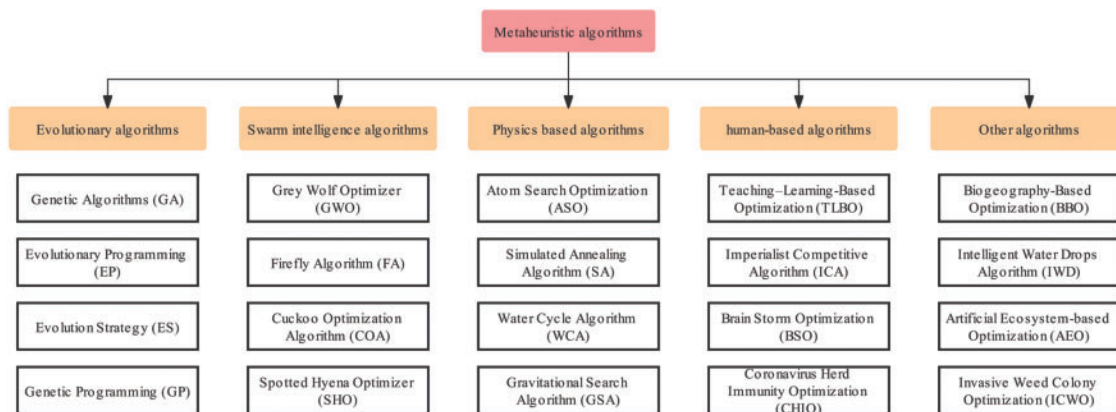 Metaheuristic algorithms
Evolutionary algorithms
Swarm intelligence algorithms
Physics based algorithms
human-based algorithms
Other algorithms
Genetic Algorithms (GA)
Grey Wolf Optimizer
(GWO)
Atom Search Optimization
(ASO)
Teaching–Learning-Based
Optimization (TLBO)
Biogeography-Based
Optimization (BBO)
Evolutionary Programming
(EP)
Firefly Algorithm (FA)
Simulated Annealing
Algorithm (SA)
Imperialist Competitive
Algorithm (ICA)
Intelligent Water Drops
Algorithm (IWD)
Evolution Strategy (ES)
Cuckoo Optimization
Algorithm (COA)
Water Cycle Algorithm
(WCA)
Brain Storm Optimization
(BSO)
Artificial Ecosystem-based
Optimization (AEO)
Genetic Programming (GP)
Spotted Hyena Optimizer
(SHO)
Gravitational Search
Algorithm (GSA)
Coronavirus Herd
Immunity Optimization
(CHIO)
Invasive Weed Colony
Optimization (ICWO)